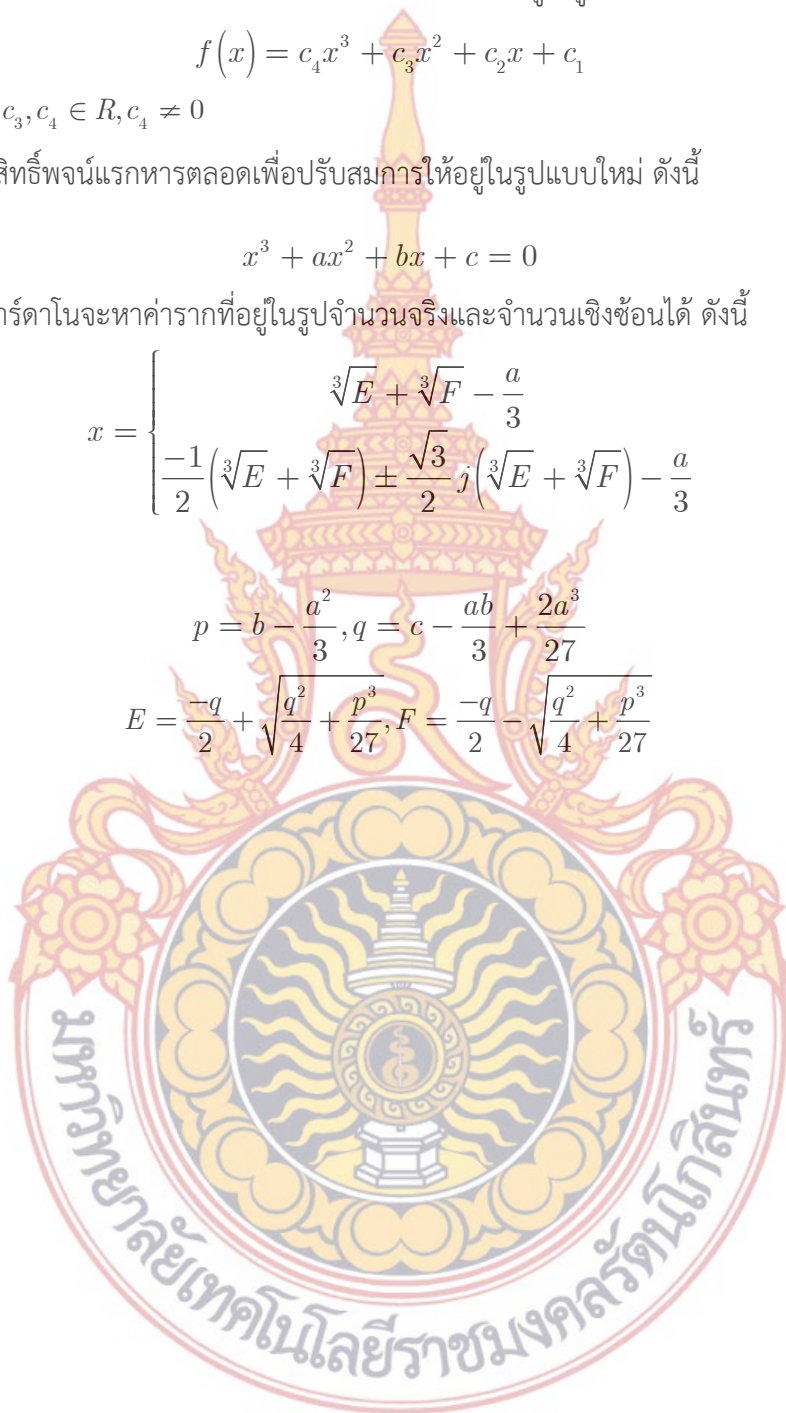 f(x) = c₄x³ + c₃x² + c₂x + c₁
c₃, c₄ ∈ R, c₄ ≠ 0
สิทธิ์พจน์แรกหารตลอดเพื่อปรับสมการให้อยู่ในรูปแบบใหม่ ดังนี้
x³ + ax² + bx + c = 0
าร์ดาโนจะหาค่ารากที่อยู่ในรูปจำนวนจริงและจำนวนเชิงซ้อนได้ ดังนี้
x = { ∛E + ∛F − a/3
−1/2(∛E + ∛F) ± √3/2 j(∛E + ∛F) − a/3
p = b − a²/3, q = c − ab/3 + 2a³/27
E = −q/2 + √(q²/4 + p³/27), F = −q/2 − √(q²/4 + p³/27)
มหาวิทยาลัยเทคโนโลยีราชมงคลรัตนโกสินทร์